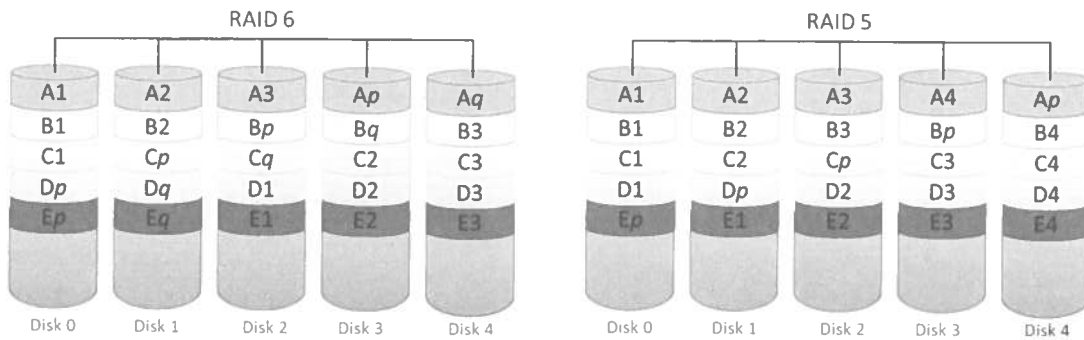 RAID 6
A1 A2 A3 Ap Aq
B1 B2 Bp Bq B3
C1 Cp Cq C2 C3
Dp Dq D1 D2 D3
Ep Eq E1 E2 E3
Disk 0 Disk 1 Disk 2 Disk 3 Disk 4
RAID 5
A1 A2 A3 A4 Ap
B1 B2 B3 Bp B4
C1 C2 Cp C3 C4
D1 Dp D2 D3 D4
Ep E1 E2 E3 E4
Disk 0 Disk 1 Disk 2 Disk 3 Disk 4